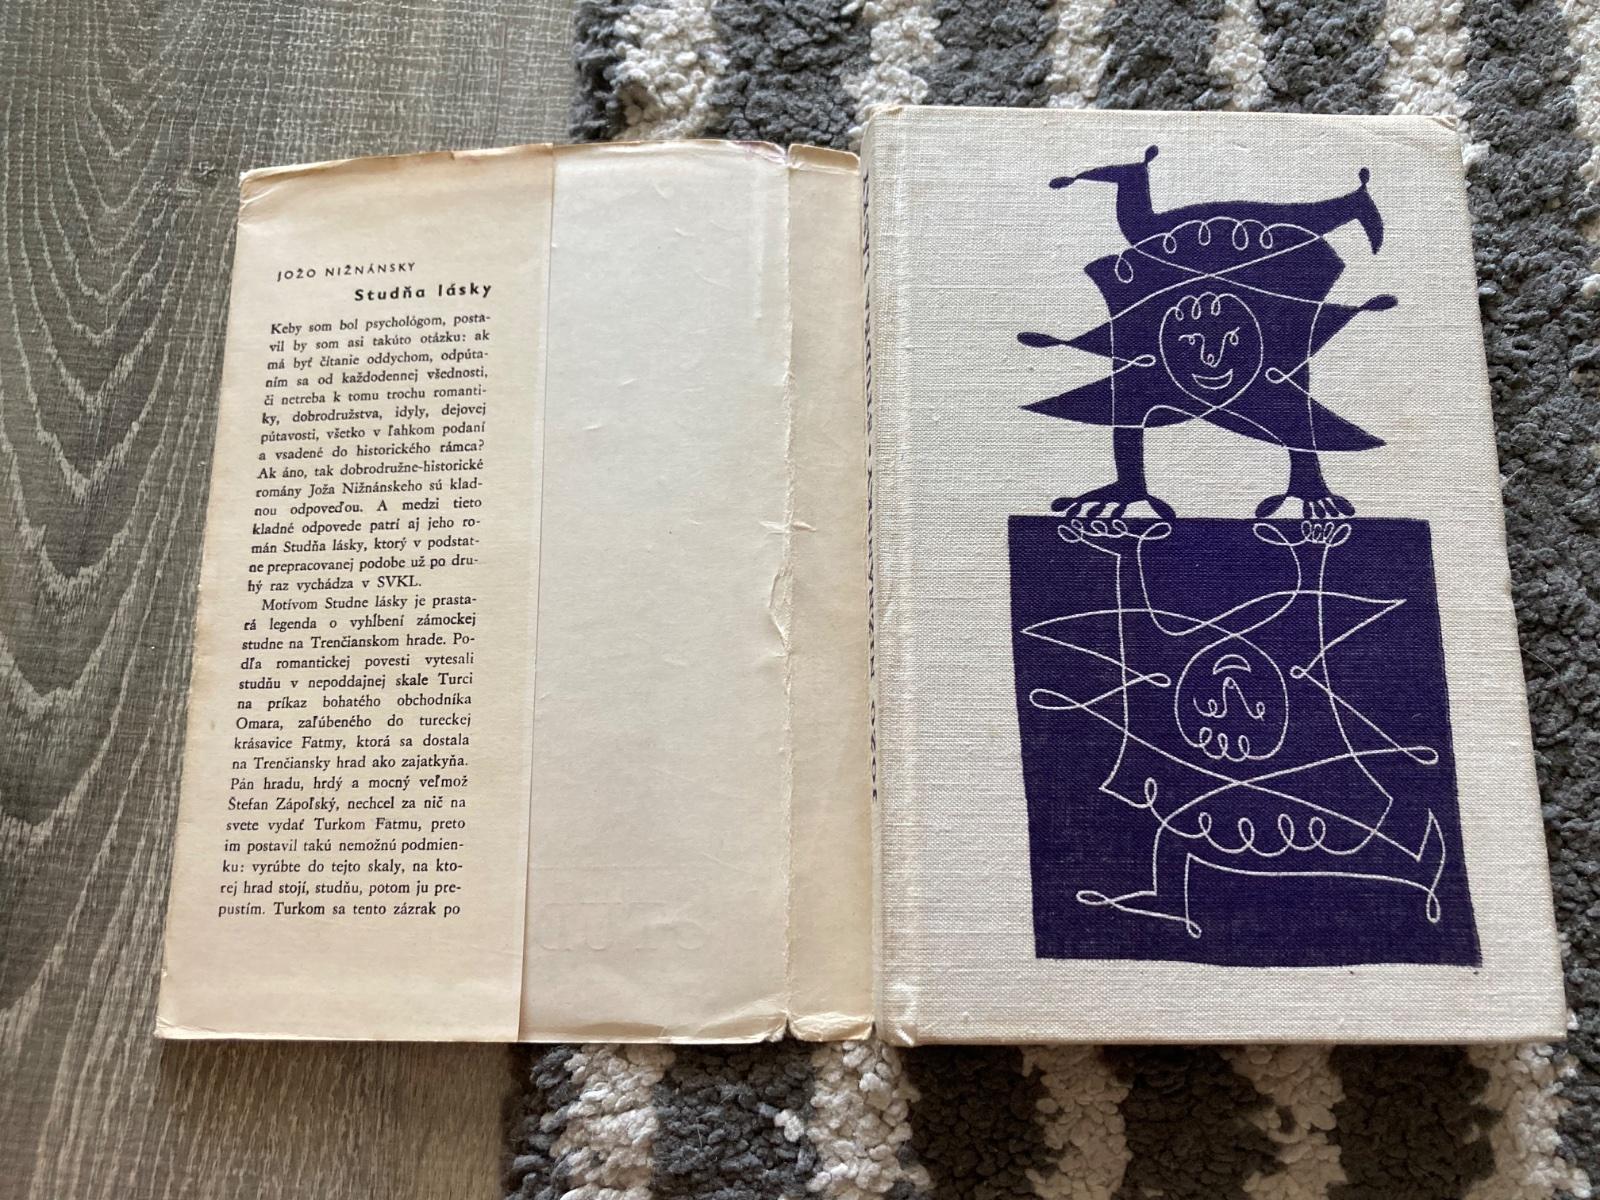 JOŽO NIŽNÁNSKY
Studňa lásky
Keby som bol psychológom, posta-
vil by som asi takúto otázku: ak
má byť čítanie oddychom, odpúta-
ním sa od každodennej všednosti,
či netreba k tomu trochu romanti-
ky, dobrodružstva, idyly, dejovej
pútavosti, všetko v ľahkom podaní
a vsadené do historického rámca?
Ak áno, tak dobrodružne-historické
romány Joža Nižnánskeho sú klad-
nou odpoveďou. A medzi tieto
kladné odpovede patrí aj jeho ro-
mán Studňa lásky, ktorý v podstat-
ne prepracovanej podobe už po dru-
hý raz vychádza v SVKL.
Motívom Studne lásky je prasta-
rá legenda o vyhĺbení zámockej
studne na Trenčianskom hrade. Po-
dľa romantickej povesti vytesali
studňu v nepoddajnej skale Turci
na príkaz bohatého obchodníka
Omara, zaľúbeného do tureckej
krásavice Fatmy, ktorá sa dostala
na Trenčiansky hrad ako zajatkyňa.
Pán hradu, hrdý a mocný veľmož
Štefan Zápoľský, nechcel za nič na
svete vydať Turkom Fatmu, preto
im postavil takú nemožnú podmien-
ku: vyrúbte do tejto skaly, na kto-
rej hrad stojí, studňu, potom ju pre-
pustím. Turkom sa tento zázrak po
JOŽO NIŽNÁNSKY